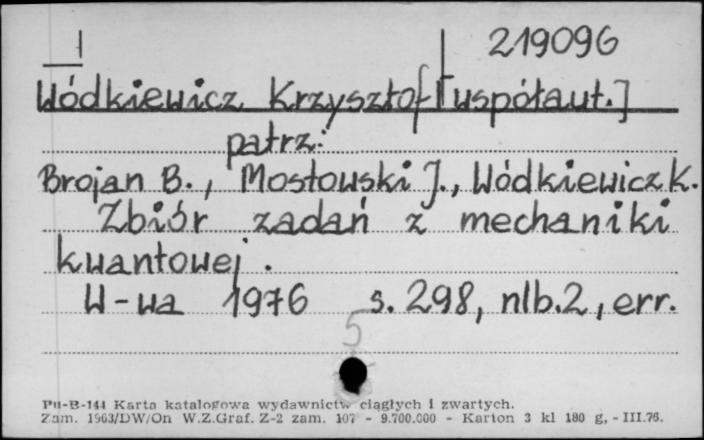 219096
Wódkiewicz Krzysztof [współaut.]
patrz:
Brojan B., Mostowski J., Wódkiewicz K.
Zbiór zadań z mechaniki
kwantowej.
W-wa 1976 s. 298, nlb.2, err.
5
Pu-B-144 Karta katalogowa wydawnictw ciągłych i zwartych.
Zam. 1963/DW/On W.Z.Graf. Z-2 zam. 107 - 9.700.000 - Karton 3 kl 180 g, - III.76.